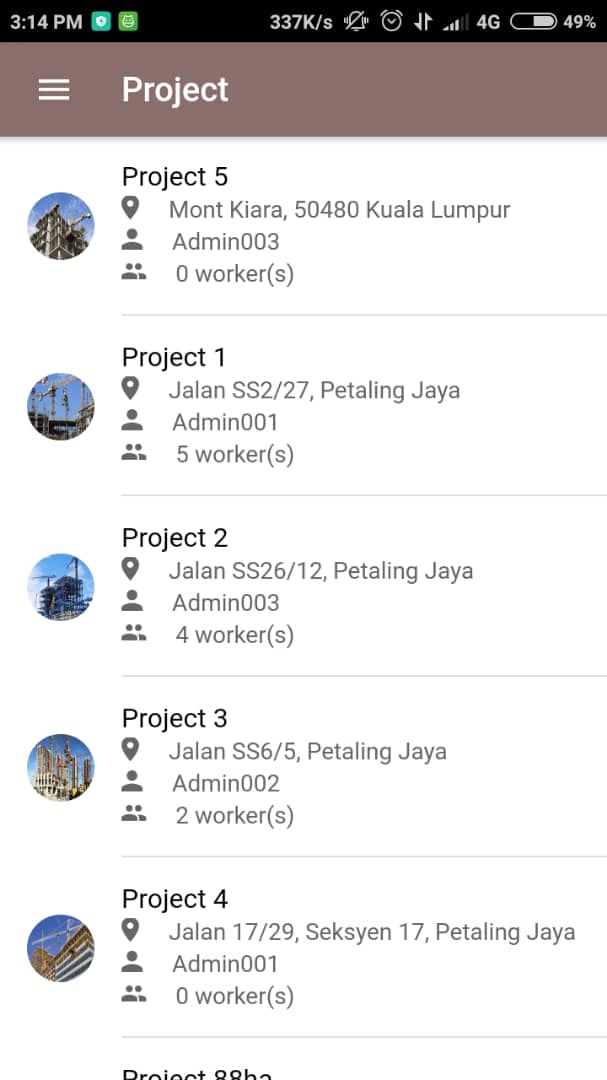 3:14 PM 337K/s 4G 49%
Project
Project 5
Mont Kiara, 50480 Kuala Lumpur
Admin003
0 worker(s)
Project 1
Jalan SS2/27, Petaling Jaya
Admin001
5 worker(s)
Project 2
Jalan SS26/12, Petaling Jaya
Admin003
4 worker(s)
Project 3
Jalan SS6/5, Petaling Jaya
Admin002
2 worker(s)
Project 4
Jalan 17/29, Seksyen 17, Petaling Jaya
Admin001
0 worker(s)
Project 88ha